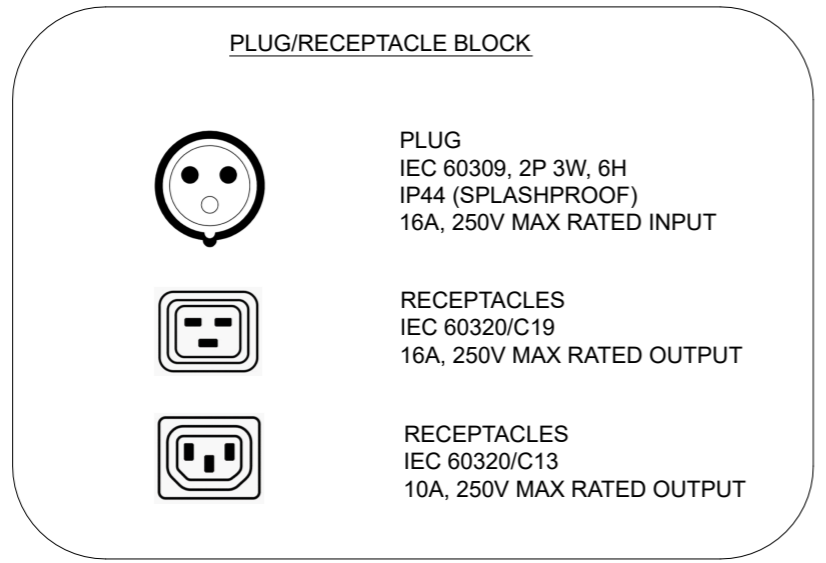 PLUG/RECEPTACLE BLOCK
PLUG
IEC 60309, 2P 3W, 6H
IP44 (SPLASHPROOF)
16A, 250V MAX RATED INPUT
RECEPTACLES
IEC 60320/C19
16A, 250V MAX RATED OUTPUT
RECEPTACLES
IEC 60320/C13
10A, 250V MAX RATED OUTPUT